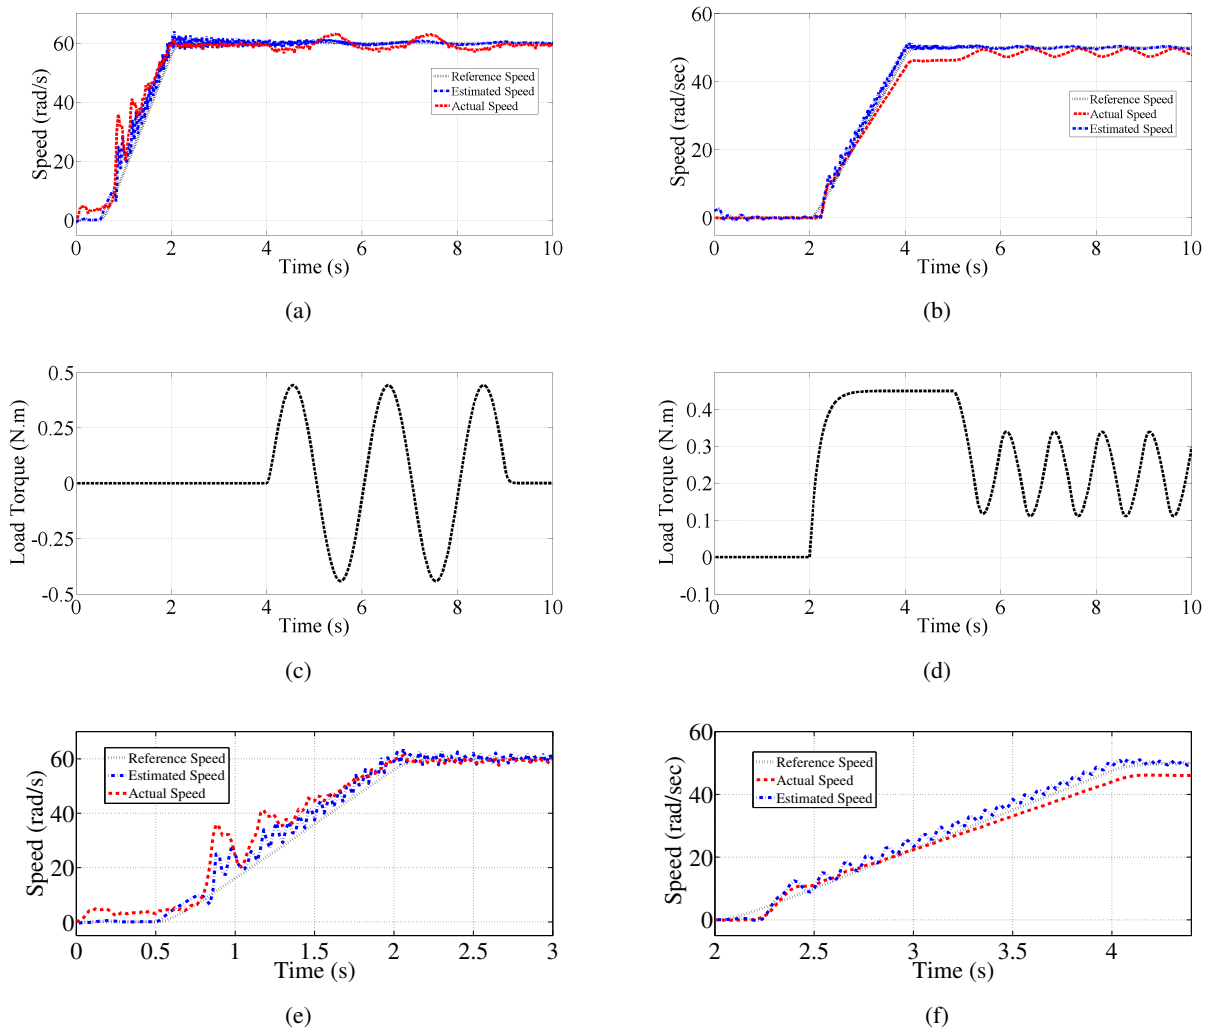 60
40
20
0
Speed (rad/s)
Reference Speed
Estimated Speed
Actual Speed
0
2
4
6
8
10
Time (s)
(a)
60
40
20
0
Speed (rad/sec)
Reference Speed
Actual Speed
Estimated Speed
0
2
4
6
8
10
Time (s)
(b)
0.5
0.25
0
-0.25
-0.5
Load Torque (N.m)
0
2
4
6
8
10
Time (s)
(c)
0.4
0.3
0.2
0
-0.1
Load Torque (N.m)
0
2
4
6
8
10
Time (s)
(d)
60
40
20
0
Speed (rad/s)
Reference Speed
Estimated Speed
Actual Speed
0
0.5
1
1.5
2
2.5
3
Time (s)
(e)
60
40
20
0
Speed (rad/sec)
Reference Speed
Actual Speed
Estimated Speed
2
2.5
3
3.5
4
Time (s)
(f)